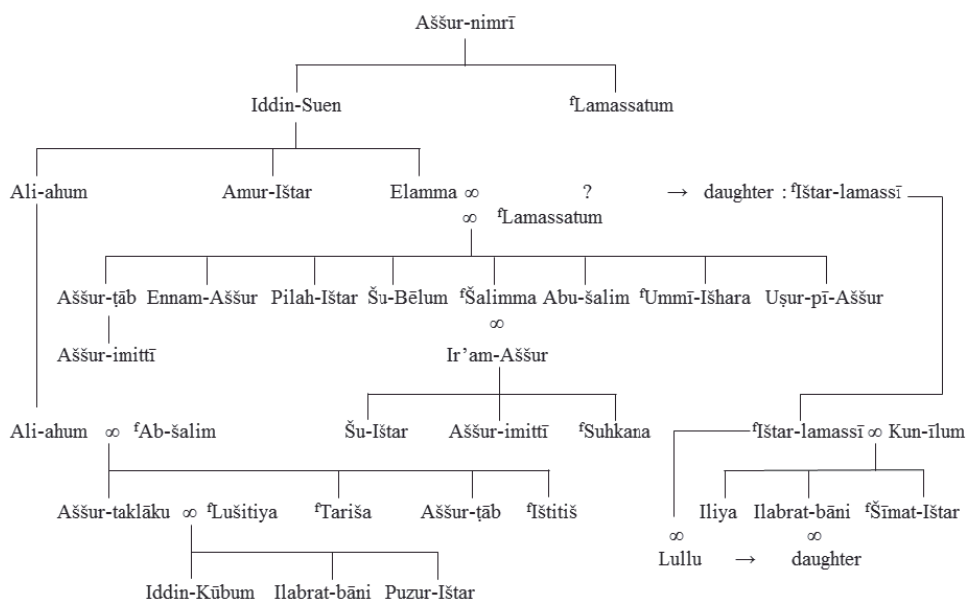 Aššur-nimrī
Iddin-Suen ᶠLamassatum
Ali-ahum Amur-Ištar Elamma ∞ ? → daughter : ᶠIštar-lamassī
∞ ᶠLamassatum
Aššur-ṭāb Ennam-Aššur Pilah-Ištar Šu-Bēlum ᶠŠalimma Abu-šalim ᶠUmmī-Išhara Uṣur-pī-Aššur
∞
Aššur-imittī Ir’am-Aššur
Ali-ahum ∞ ᶠAb-šalim Šu-Ištar Aššur-imittī ᶠSuhkana ᶠIštar-lamassī ∞ Kun-īlum
Aššur-taklāku ∞ ᶠLušitiya ᶠTariša Aššur-ṭāb ᶠIštitiš Iliya Ilabrat-bāni ᶠŠīmat-Ištar
∞ ∞
Lullu → daughter
Iddin-Kūbum Ilabrat-bāni Puzur-Ištar